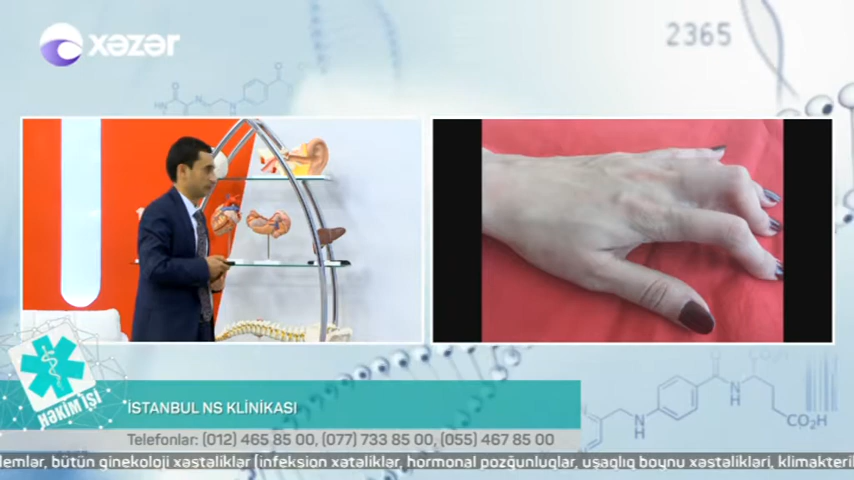 xəzər
2365
HƏKİM İŞİ
İSTANBUL NS KLİNİKASI
Telefonlar: (012) 465 85 00, (077) 733 85 00, (055) 467 85 00
lemlər, bütün ginekoloji xəstəliklər (infeksion xətəliklər, hormonal pozğunluqlar, uşaqlıq boynu xəstəlikləri, klimakteri
CO₂H